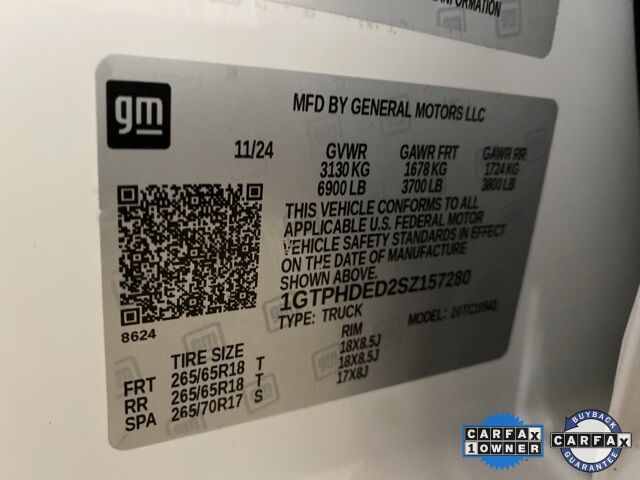 INFORMATION
gm
MFD BY GENERAL MOTORS LLC
11/24 GVWR GAWR FRT GAWR RR
3130 KG 1678 KG 1724 KG
6900 LB 3700 LB 3800 LB
THIS VEHICLE CONFORMS TO ALL
APPLICABLE U.S. FEDERAL MOTOR
VEHICLE SAFETY STANDARDS IN EFFECT
ON THE DATE OF MANUFACTURE
SHOWN ABOVE.
1GTPHDED2SZ157280
TYPE: TRUCK MODEL:
8624
TIRE SIZE RIM
FRT 265/65R18 T 18X8.5J
RR 265/65R18 T 18X8.5J
SPA 265/70R17 S 17X8J
CARFAX
1 OWNER
BUYBACK
CARFAX
GUARANTEE